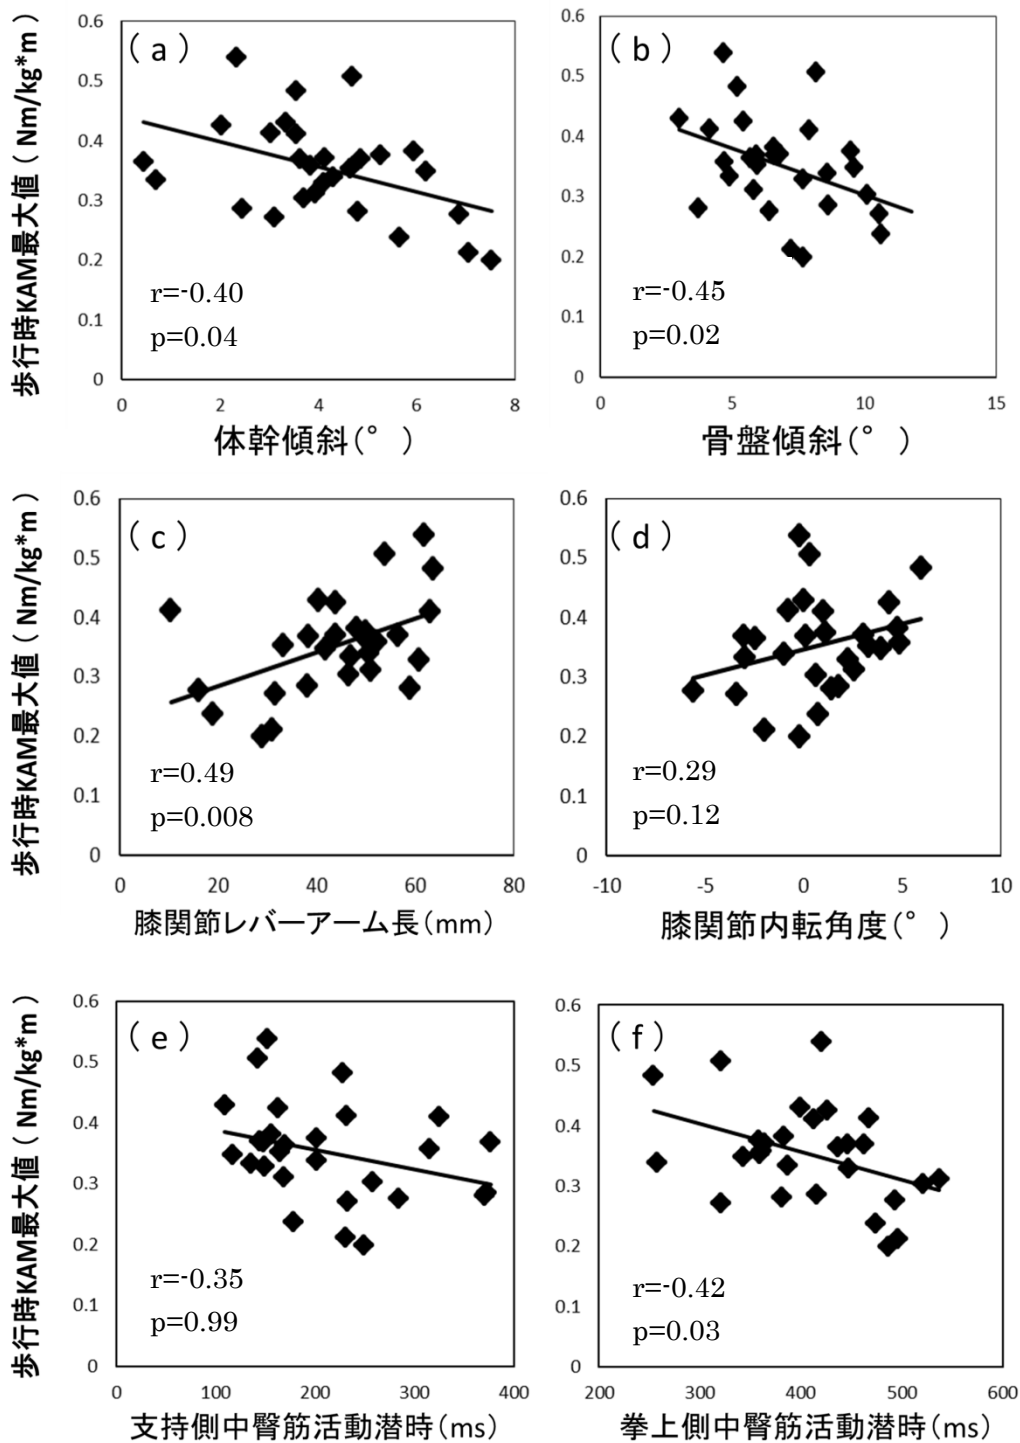 歩行時KAM最大値（Nm/kg*m）
0.6
0.5
0.4
0.3
0.2
0.1
0
(a)
r=-0.40
p=0.04
0 2 4 6 8
体幹傾斜(° )
0.6
0.5
0.4
0.3
0.2
0.1
0
(b)
r=-0.45
p=0.02
0 5 10 15
骨盤傾斜(° )
歩行時KAM最大値（Nm/kg*m）
0.6
0.5
0.4
0.3
0.2
0.1
0
(c)
r=0.49
p=0.008
0 20 40 60 80
膝関節レバーアーム長(mm)
0.6
0.5
0.4
0.3
0.2
0.1
0
(d)
r=0.29
p=0.12
-10 -5 0 5 10
膝関節内転角度(° )
歩行時KAM最大値（Nm/kg*m）
0.6
0.5
0.4
0.3
0.2
0.1
0
(e)
r=-0.35
p=0.99
0 100 200 300 400
支持側中臀筋活動潜時(ms)
0.6
0.5
0.4
0.3
0.2
0.1
0
(f)
r=-0.42
p=0.03
200 300 400 500 600
拳上側中臀筋活動潜時(ms)